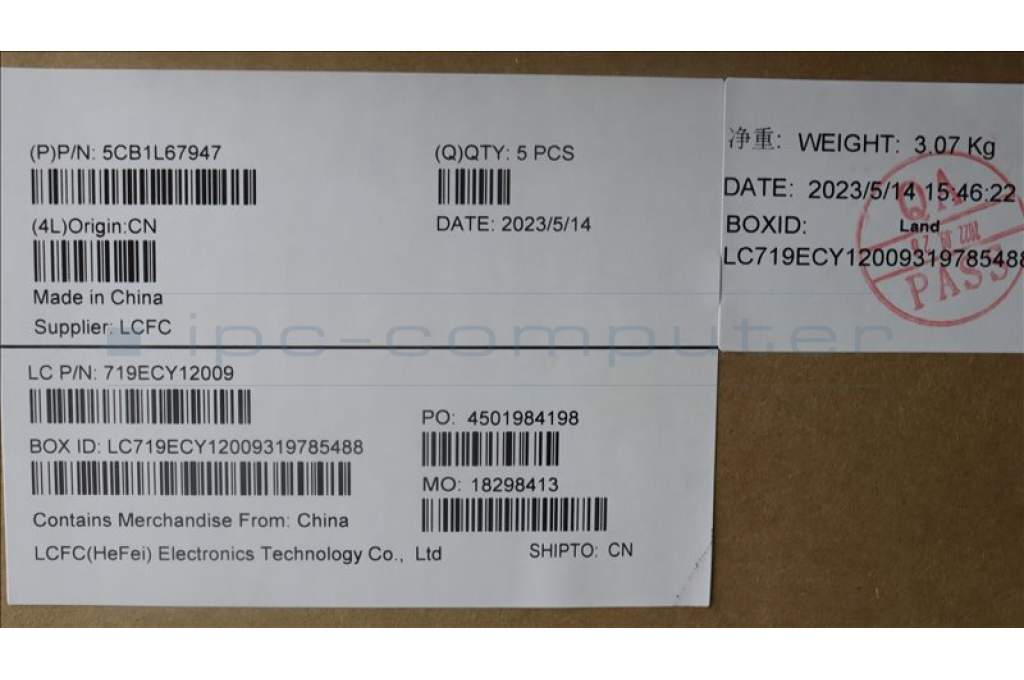 (P)P/N: 5CB1L67947
(Q)QTY: 5 PCS
(4L)Origin:CN
DATE: 2023/5/14
Made in China
Supplier: LCFC
净重: WEIGHT: 3.07 Kg
DATE: 2023/5/14 15:46:22
BOXID:
LC719ECY12009319785488
QA
Land
PASS
ipc-computer
LC P/N: 719ECY12009
PO: 4501984198
BOX ID: LC719ECY12009319785488
MO: 18298413
Contains Merchandise From: China
LCFC(HeFei) Electronics Technology Co., Ltd
SHIPTO: CN